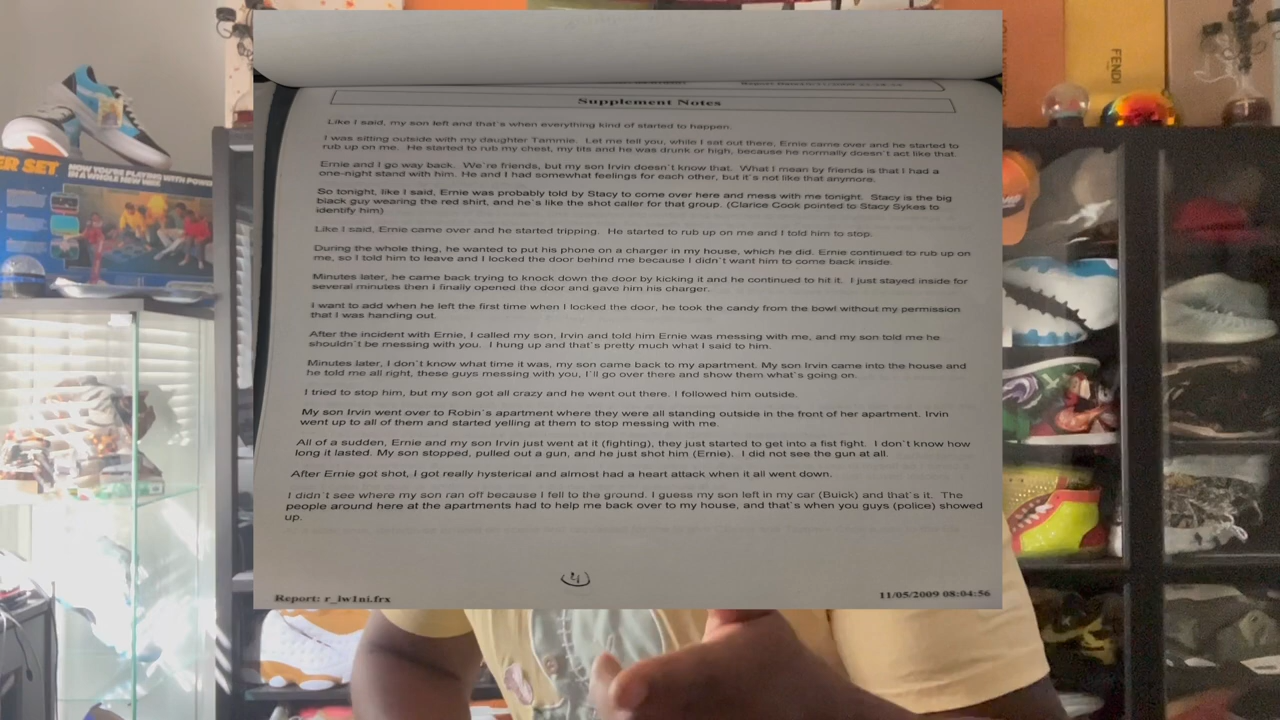 Supplement Notes
Like I said, my son left and that's when everything kind of started to happen.
I was sitting outside with my daughter Tammie. Let me tell you, while I sat out there, Ernie came over and he started to
rub up on me. He started to rub my chest, my tits and he was drunk or high, because he normally doesn't act like that.
Ernie and I go way back. We're friends, but my son Irvin doesn't know that. What I mean by friends is that I had a
one-night stand with him. He and I had somewhat feelings for each other, but it's not like that anymore.
So tonight, like I said, Ernie was probably told by Stacy to come over here and mess with me tonight. Stacy is the big
black guy wearing the red shirt, and he's like the shot caller for that group. (Clarice Cook pointed to Stacy Sykes to
identify him)
Like I said, Ernie came over and he started tripping. He started to rub up on me and I told him to stop.
During the whole thing, he wanted to put his phone on a charger in my house, which he did. Ernie continued to rub up on
me, so I told him to leave and I locked the door behind me because I didn't want him to come back inside.
Minutes later, he came back trying to knock down the door by kicking it and he continued to hit it. I just stayed inside for
several minutes then I finally opened the door and gave him his charger.
I want to add when he left the first time when I locked the door, he took the candy from the bowl without my permission
that I was handing out.
After the incident with Ernie, I called my son, Irvin and told him Ernie was messing with me, and my son told me he
shouldn't be messing with you. I hung up and that's pretty much what I said to him.
Minutes later, I don't know what time it was, my son came back to my apartment. My son Irvin came into the house and
he told me all right, these guys messing with you, I'll go over there and show them what's going on.
I tried to stop him, but my son got all crazy and he went out there. I followed him outside.
My son Irvin went over to Robin's apartment where they were all standing outside in the front of her apartment. Irvin
went up to all of them and started yelling at them to stop messing with me.
All of a sudden, Ernie and my son Irvin just went at it (fighting), they just started to get into a fist fight. I don't know how
long it lasted. My son stopped, pulled out a gun, and he just shot him (Ernie). I did not see the gun at all.
After Ernie got shot, I got really hysterical and almost had a heart attack when it all went down.
I didn't see where my son ran off because I fell to the ground. I guess my son left in my car (Buick) and that's it. The
people around here at the apartments had to help me back over to my house, and that's when you guys (police) showed
up.
4
Report: r_lw1ni.frx
11/05/2009 08:04:56
ER SET
NOW YOU'RE PLAYING WITH POWER
IN A WHOLE NEW WAY.
FENDI